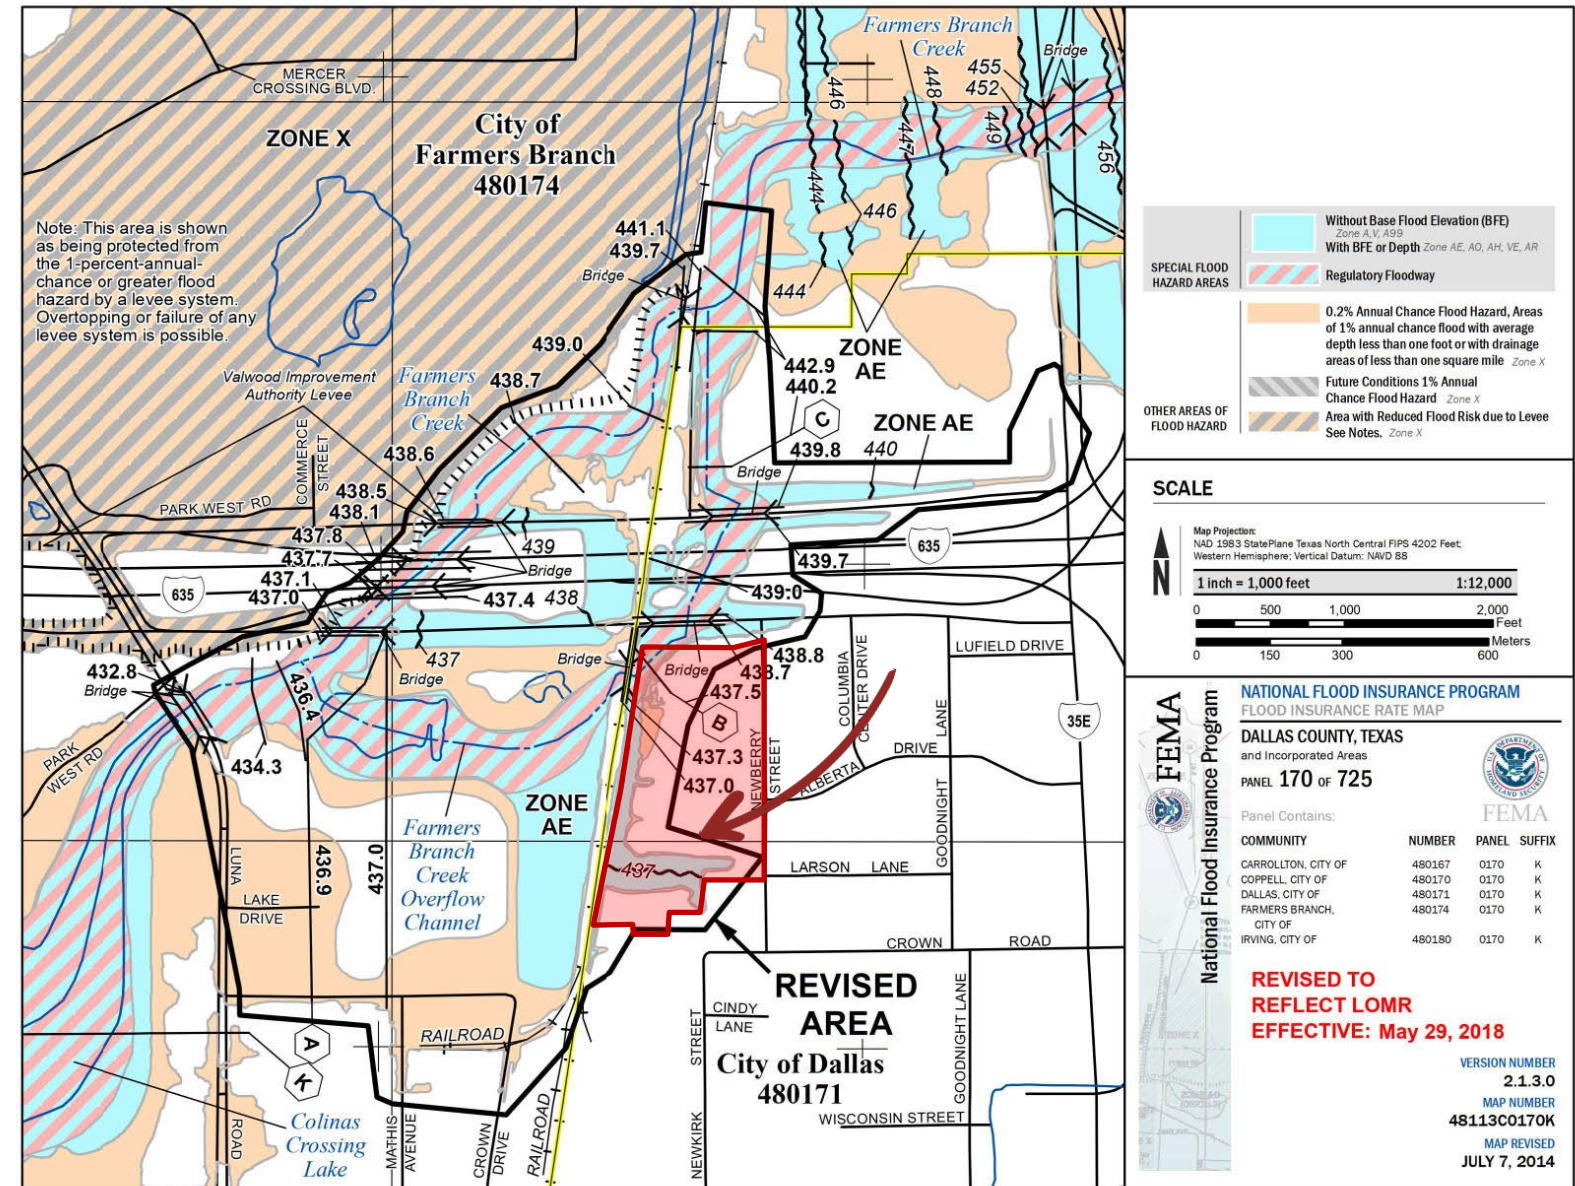 Farmers Branch
Creek
Bridge
455
452
446
448
447
449
456
444
446
444
MERCER
CROSSING BLVD.
ZONE X
City of
Farmers Branch
480174
Note: This area is shown
as being protected from
the 1-percent-annual-
chance or greater flood
hazard by a levee system.
Overtopping or failure of any
levee system is possible.
441.1
439.7
Bridge
439.0
438.7
Valwood Improvement
Authority Levee
Farmers
Branch
Creek
ZONE
AE
442.9
440.2
C
ZONE AE
439.8
440
Bridge
COMMERCE
STREET
438.6
PARK WEST RD
438.5
438.1
437.8
437.7
437.1
437.0
635
439
Bridge
437.4
438
439.7
635
439.0
437
Bridge
432.8
Bridge
436.4
PARK
WEST RD
434.3
Bridge
Bridge
438.8
438.7
437.5
B
437.3
437.0
NEWBERRY
STREET
COLUMBIA
CENTER DRIVE
LUFIELD DRIVE
35E
ALBERTA
DRIVE
GOODNIGHT
LANE
ZONE
AE
Farmers
Branch
Creek
Overflow
Channel
LUNA
ROAD
436.9
437.0
LAKE
DRIVE
437
LARSON LANE
CROWN ROAD
REVISED
AREA
City of Dallas
480171
CINDY
LANE
NEWKIRK
STREET
GOODNIGHT LANE
WISCONSIN STREET
A
K
Colinas
Crossing
Lake
RAILROAD
MATHIS
AVENUE
CROWN
DRIVE
RAILROAD
SPECIAL FLOOD
HAZARD AREAS
Without Base Flood Elevation (BFE)
Zone A,V, A99
With BFE or Depth Zone AE, AO, AH, VE, AR
Regulatory Floodway
OTHER AREAS OF
FLOOD HAZARD
0.2% Annual Chance Flood Hazard, Areas
of 1% annual chance flood with average
depth less than one foot or with drainage
areas of less than one square mile Zone X
Future Conditions 1% Annual
Chance Flood Hazard Zone X
Area with Reduced Flood Risk due to Levee
See Notes. Zone X
SCALE
N
Map Projection:
NAD 1983 StatePlane Texas North Central FIPS 4202 Feet;
Western Hemisphere; Vertical Datum: NAVD 88
1 inch = 1,000 feet 1:12,000
0 500 1,000 2,000
Feet
Meters
0 150 300 600
FEMA
National Flood Insurance Program
NATIONAL FLOOD INSURANCE PROGRAM
FLOOD INSURANCE RATE MAP
DALLAS COUNTY, TEXAS
and Incorporated Areas
PANEL 170 OF 725
U.S. DEPARTMENT OF
HOMELAND SECURITY
FEMA
Panel Contains:
COMMUNITY NUMBER PANEL SUFFIX
CARROLLTON, CITY OF 480167 0170 K
COPPELL, CITY OF 480170 0170 K
DALLAS, CITY OF 480171 0170 K
FARMERS BRANCH, 480174 0170 K
CITY OF
IRVING, CITY OF 480180 0170 K
REVISED TO
REFLECT LOMR
EFFECTIVE: May 29, 2018
VERSION NUMBER
2.1.3.0
MAP NUMBER
48113C0170K
MAP REVISED
JULY 7, 2014